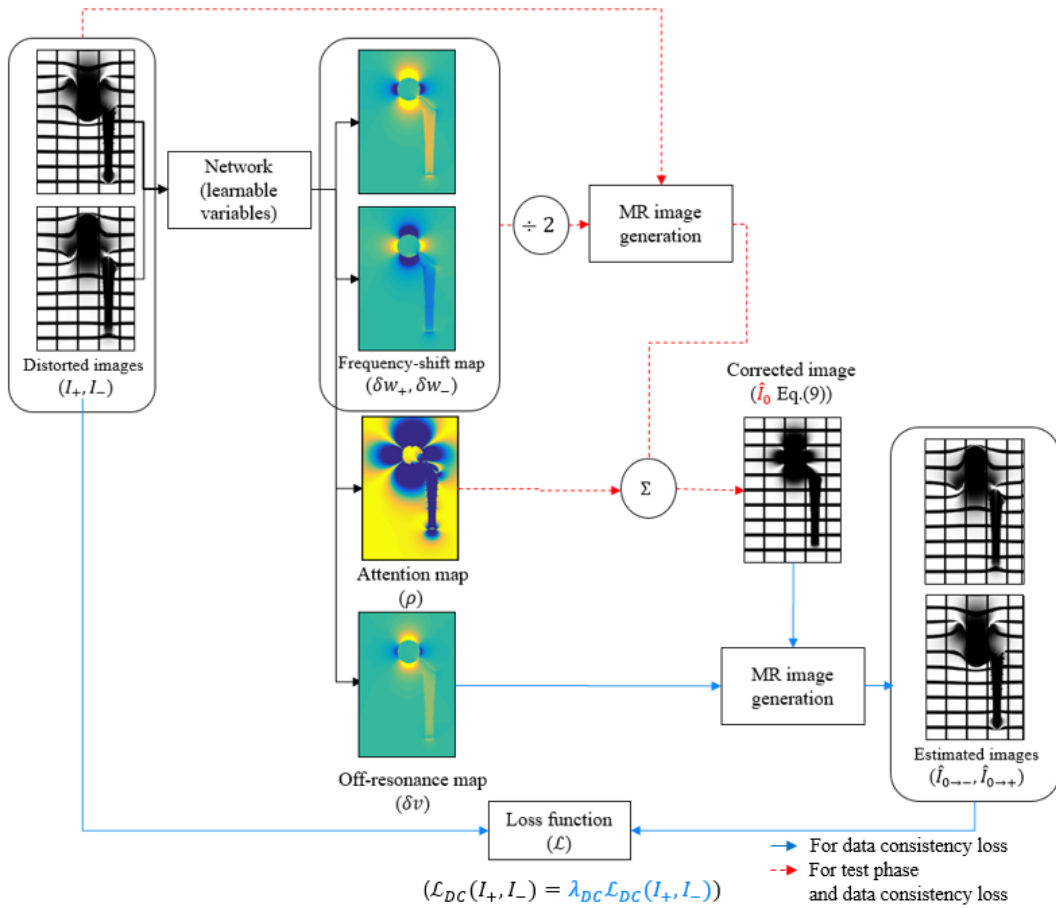 Distorted images
(I₊, I₋)
Network
(learnable
variables)
Frequency-shift map
(δw₊, δw₋)
÷ 2
MR image
generation
Attention map
(ρ)
Σ
Corrected image
(Î₀ Eq.(9))
Off-resonance map
(δv)
MR image
generation
Estimated images
(Î₀→₋, Î₀→₊)
Loss function
(ℒ)
For data consistency loss
For test phase
and data consistency loss
(ℒ_DC(I₊, I₋) = λ_DC ℒ_DC(I₊, I₋))